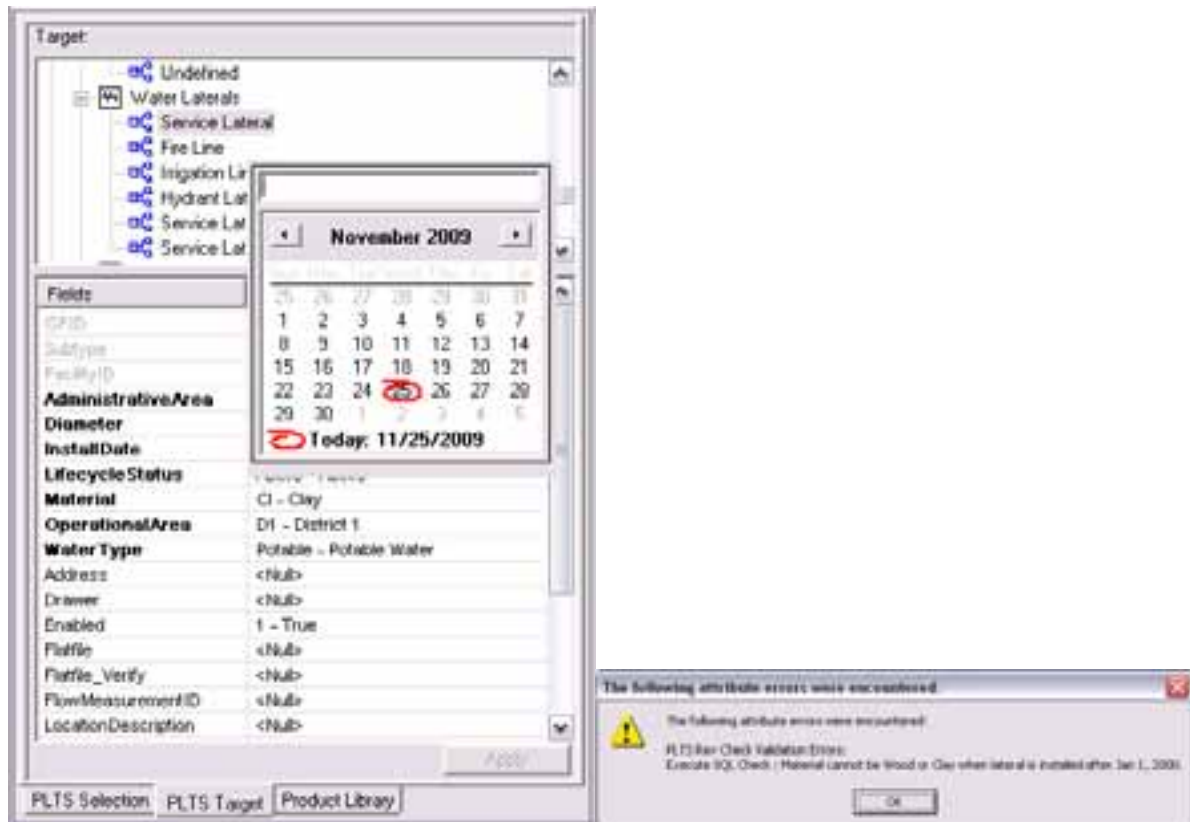 Target:
Undefined
Water Laterals
Service Lateral
Fire Line
Irrigation Lin
Hydrant Lat
Service Lat
Service Lat
November 2009
25 26 27 28 29 30 31
1 2 3 4 5 6 7
8 9 10 11 12 13 14
15 16 17 18 19 20 21
22 23 24 25 26 27 28
29 30 1 2 3 4 5
Today: 11/25/2009
Fields
Subtype
FacilityID
AdministrativeArea
Diameter
InstallDate
LifecycleStatus
Material Cl - Clay
OperationalArea D1 - District 1
WaterType Potable - Potable Water
Address <Null>
Drawer <Null>
Enabled 1 - True
Flatfile <Null>
Flatfile_Verify <Null>
FlowMeasurementID <Null>
LocationDescription <Null>
Apply
PLTS Selection PLTS Target Product Library
The following attribute errors were encountered.
The following attribute errors were encountered:
PLTS Rev Check Validation Errors:
Execute SQL Check : Material cannot be Wood or Clay when lateral is installed after Jan 1, 2000.
OK